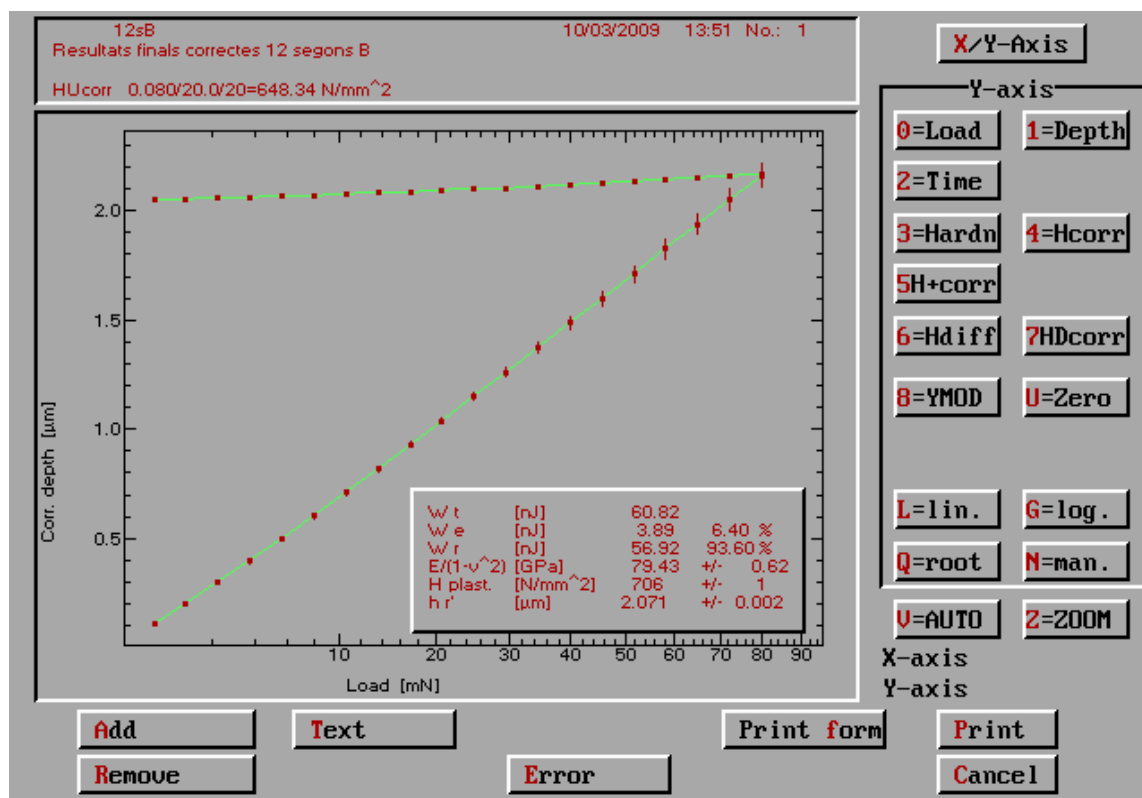 12sB 10/03/2009 13:51 No.: 1
Resultats finals correctes 12 segons B
HUcorr 0.080/20.0/20=648.34 N/mm^2
X/Y-Axis
Y-axis
0=Load 1=Depth
2=Time
3=Hardn 4=Hcorr
5H+corr
6=Hdiff 7HDcorr
8=YMOD U=Zero
L=lin. G=log.
Q=root N=man.
V=AUTO Z=ZOOM
X-axis
Y-axis
2.0
1.5
1.0
0.5
Corr. depth [µm]
W t [nJ] 60.82
W e [nJ] 3.89 6.40 %
W r [nJ] 56.92 93.60 %
E/(1-v^2) [GPa] 79.43 +/- 0.62
H plast. [N/mm^2] 706 +/- 1
h r' [µm] 2.071 +/- 0.002
10 20 30 40 50 60 70 80 90
Load [mN]
Add Text Print form Print
Remove Error Cancel